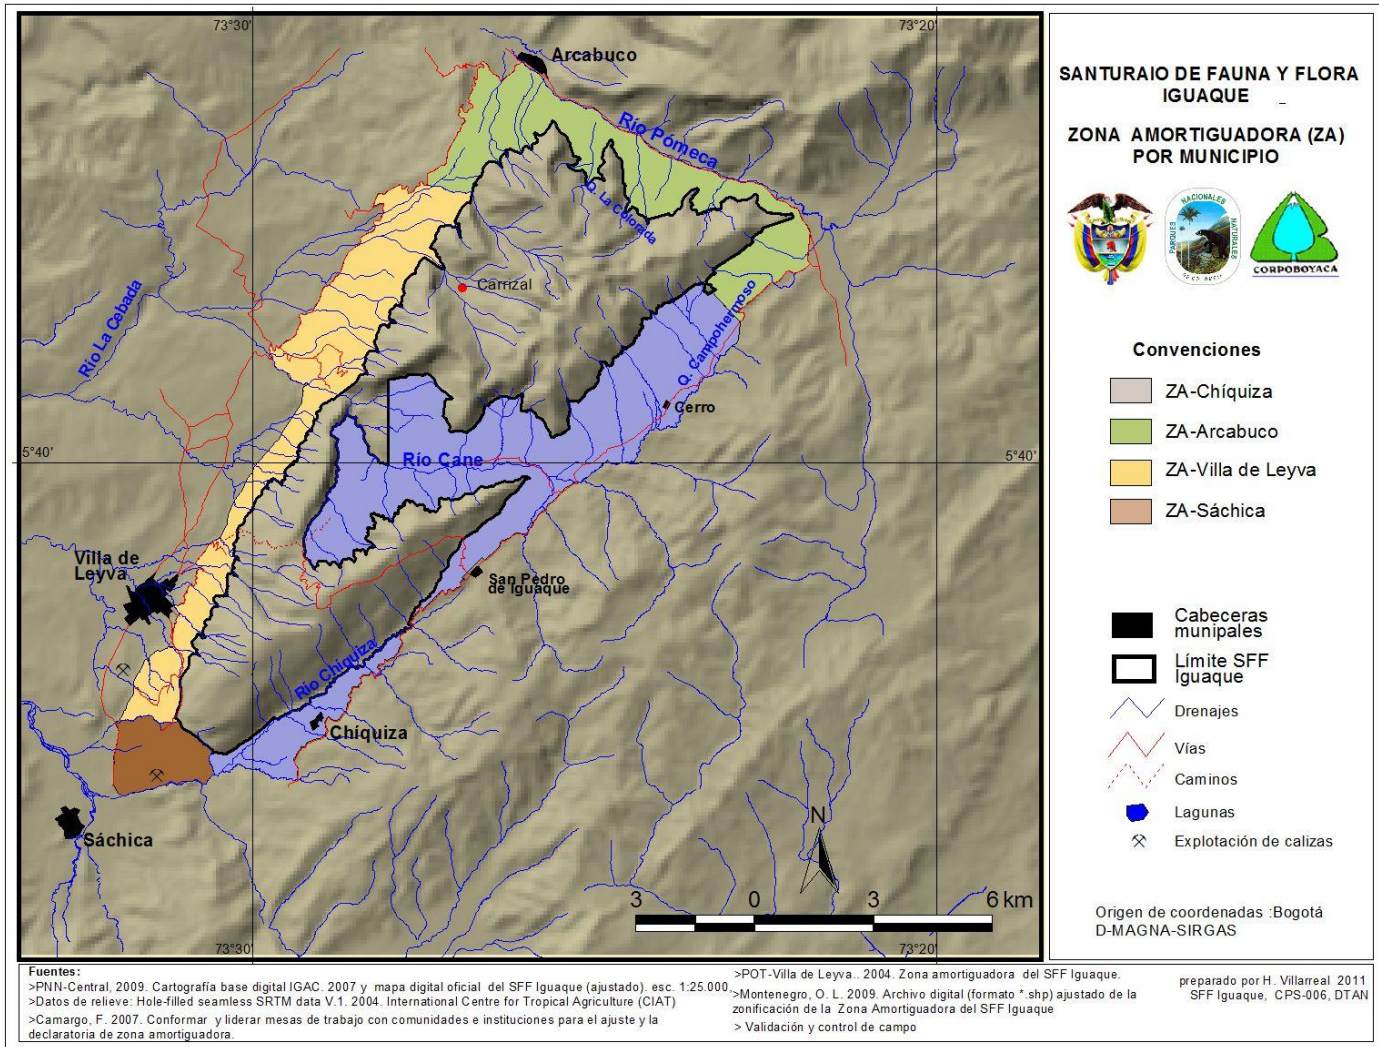 73°30'
73°20'
Arcabuco
Río Pómeca
Q. La Colorada
Carrizal
Río La Cebada
Q. Campohermoso
Cerro
5°40'
5°40'
Río Cane
Villa de
Leyva
San Pedro
de Iguaque
Río Chiquiza
Chíquiza
Sáchica
N
3 0 3 6 km
73°30'
73°20'
SANTURAIO DE FAUNA Y FLORA
IGUAQUE
ZONA AMORTIGUADORA (ZA)
POR MUNICIPIO
PARQUES NACIONALES NATURALES
CORPOBOYACA
Convenciones
ZA-Chíquiza
ZA-Arcabuco
ZA-Villa de Leyva
ZA-Sáchica
Cabeceras
munipales
Límite SFF
Iguaque
Drenajes
Vías
Caminos
Lagunas
Explotación de calizas
Origen de coordenadas :Bogotá
D-MAGNA-SIRGAS
Fuentes:
>PNN-Central, 2009. Cartografía base digital IGAC. 2007 y mapa digital oficial del SFF Iguaque (ajustado). esc. 1:25.000
>Datos de relieve: Hole-filled seamless SRTM data V.1. 2004. International Centre for Tropical Agriculture (CIAT)
>Camargo, F. 2007. Conformar y liderar mesas de trabajo con comunidades e instituciones para el ajuste y la
declaratoria de zona amortiguadora.
>POT-Villa de Leyva.. 2004. Zona amortiguadora del SFF Iguaque.
>Montenegro, O. L. 2009. Archivo digital (formato *.shp) ajustado de la
zonificación de la Zona Amortiguadora del SFF Iguaque
> Validación y control de campo
preparado por H. Villarreal 2011
SFF Iguaque, CPS-006, DTAN